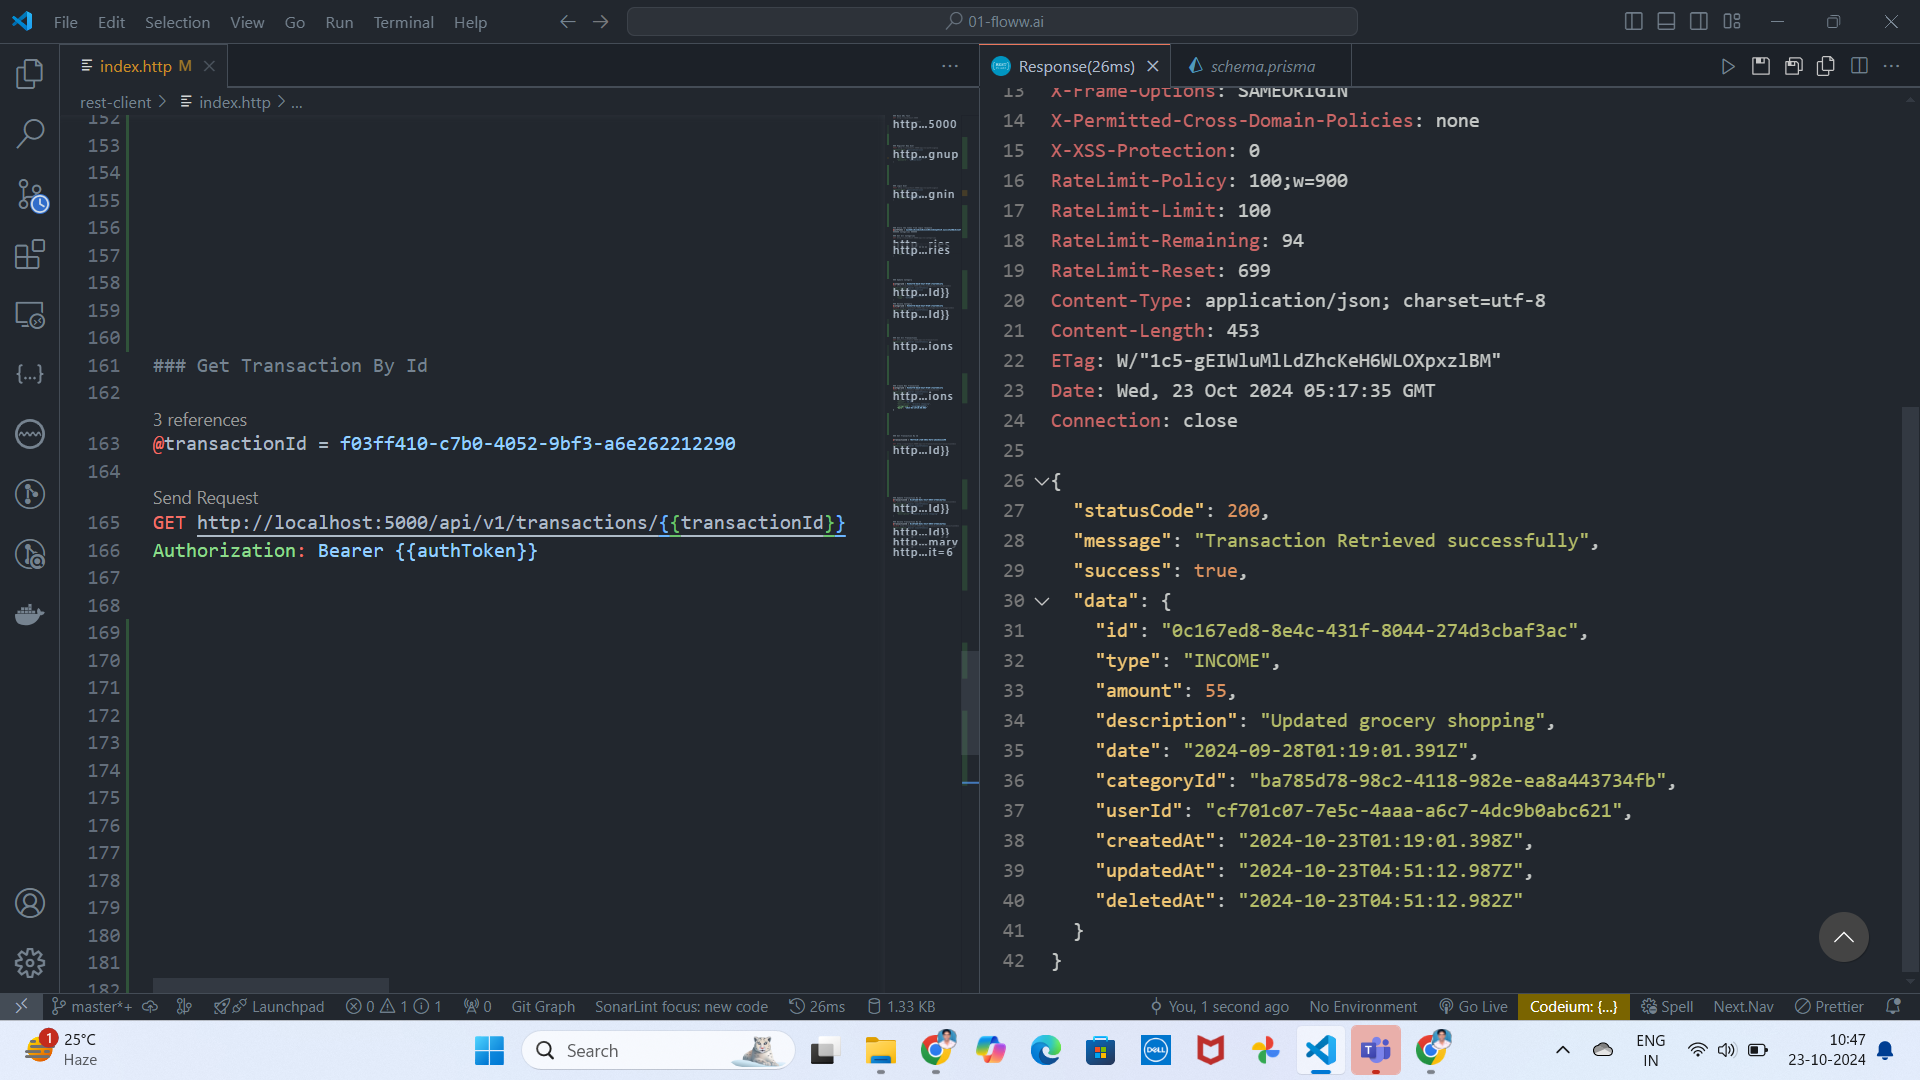 File Edit Selection View Go Run Terminal Help
01-floww.ai
index.http M
rest-client > index.http > ...
152
153
154
155
156
157
158
159
160
161 ### Get Transaction By Id
162
3 references
163 @transactionId = f03ff410-c7b0-4052-9bf3-a6e262212290
164
Send Request
165 GET http://localhost:5000/api/v1/transactions/{{transactionId}}
166 Authorization: Bearer {{authToken}}
167
168
169
170
171
172
173
174
175
176
177
178
179
180
181
182
http...5000
http...gnup
http...gnin
http...ries
http...Id}}
http...Id}}
http...ions
http...ions
http...Id}}
http...Id}}
http...Id}}
http...mary
http...it=6
Response(26ms)
schema.prisma
13 X-Frame-Options: SAMEORIGIN
14 X-Permitted-Cross-Domain-Policies: none
15 X-XSS-Protection: 0
16 RateLimit-Policy: 100;w=900
17 RateLimit-Limit: 100
18 RateLimit-Remaining: 94
19 RateLimit-Reset: 699
20 Content-Type: application/json; charset=utf-8
21 Content-Length: 453
22 ETag: W/"1c5-gEIWluMlLdZhcKeH6WLOXpxzlBM"
23 Date: Wed, 23 Oct 2024 05:17:35 GMT
24 Connection: close
25
26 {
27 "statusCode": 200,
28 "message": "Transaction Retrieved successfully",
29 "success": true,
30 "data": {
31 "id": "0c167ed8-8e4c-431f-8044-274d3cbaf3ac",
32 "type": "INCOME",
33 "amount": 55,
34 "description": "Updated grocery shopping",
35 "date": "2024-09-28T01:19:01.391Z",
36 "categoryId": "ba785d78-98c2-4118-982e-ea8a443734fb",
37 "userId": "cf701c07-7e5c-4aaa-a6c7-4dc9b0abc621",
38 "createdAt": "2024-10-23T01:19:01.398Z",
39 "updatedAt": "2024-10-23T04:51:12.987Z",
40 "deletedAt": "2024-10-23T04:51:12.982Z"
41 }
42 }
master*+ Launchpad 0 1 1 0 Git Graph SonarLint focus: new code 26ms 1.33 KB You, 1 second ago No Environment Go Live Codeium: {...} Spell Next.Nav Prettier
1
25°C
Haze
Search
DELL
ENG
IN
10:47
23-10-2024